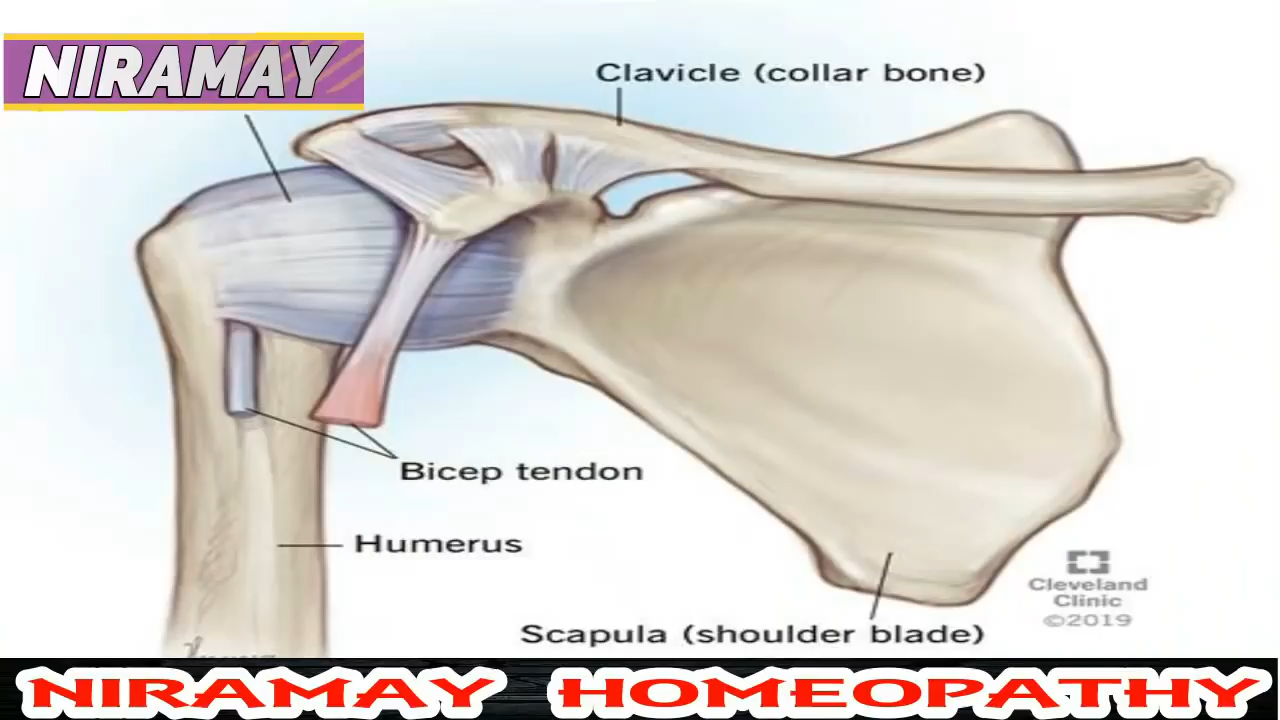 NIRAMAY
Clavicle (collar bone)
Bicep tendon
Humerus
Scapula (shoulder blade)
Cleveland
Clinic
©2019
NIRAMAY HOMEOPATHY